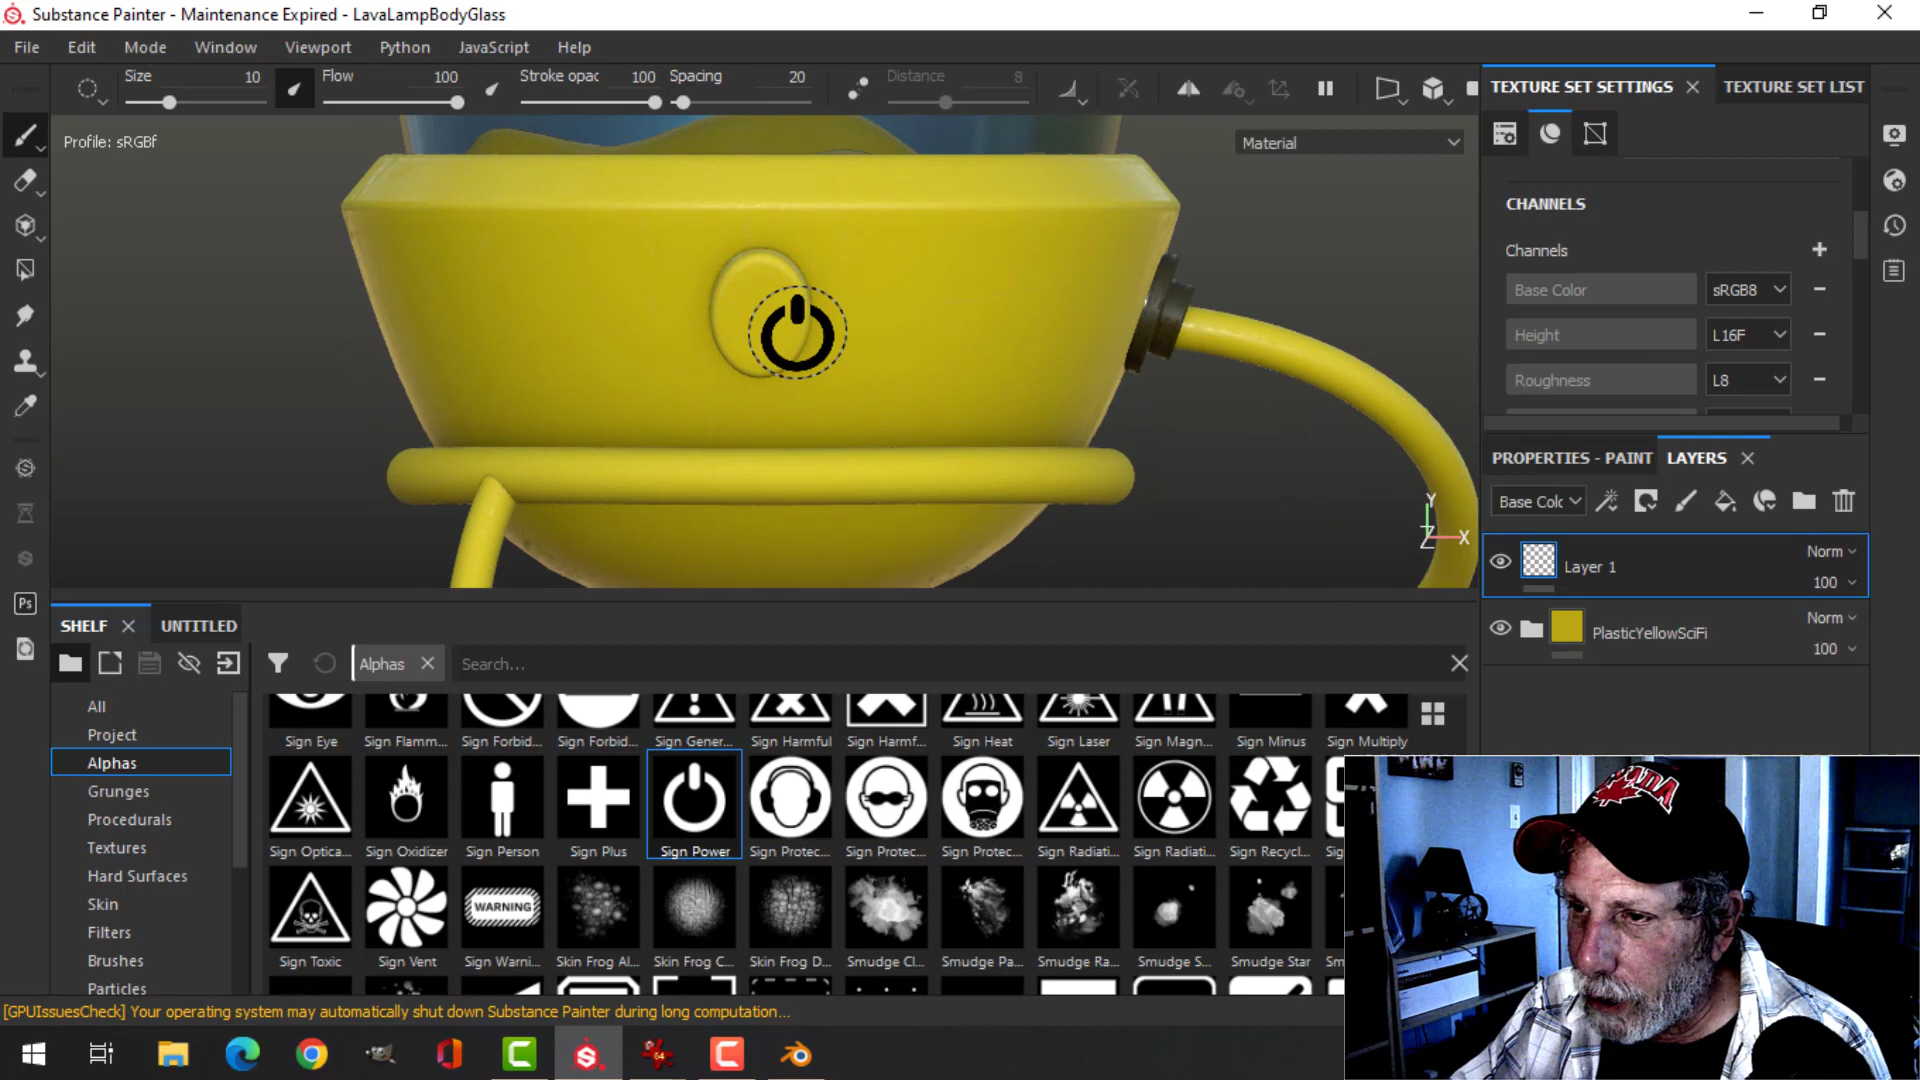 Substance Painter - Maintenance Expired - LavaLampBodyGlass
File Edit Mode Window Viewport Python JavaScript Help
Size 10 Flow 100 Stroke opac 100 Spacing 20 Distance 8
Profile: sRGBf
Material
TEXTURE SET SETTINGS TEXTURE SET LIST
CHANNELS
Channels
Base Color sRGB8
Height L16F
Roughness L8
PROPERTIES - PAINT LAYERS
Base Colc
Norm
Layer 1
100
Norm
PlasticYellowSciFi
100
Y
Z X
SHELF UNTITLED
Alphas Search...
All
Project
Alphas
Grunges
Procedurals
Textures
Hard Surfaces
Skin
Filters
Brushes
Particles
Sign Eye Sign Flamm... Sign Forbid... Sign Forbid... Sign Gener... Sign Harmful Sign Harmf... Sign Heat Sign Laser Sign Magn... Sign Minus Sign Multiply
Sign Optica... Sign Oxidizer Sign Person Sign Plus Sign Power Sign Protec... Sign Protec... Sign Protec... Sign Radiati... Sign Radiati... Sign Recycl...
WARNING
Sign Toxic Sign Vent Sign Warni... Skin Frog Al... Skin Frog C... Skin Frog D... Smudge Cl... Smudge Pa... Smudge Ra... Smudge S... Smudge Star
[GPUIssuesCheck] Your operating system may automatically shut down Substance Painter during long computation...
Ps
64
CANADA